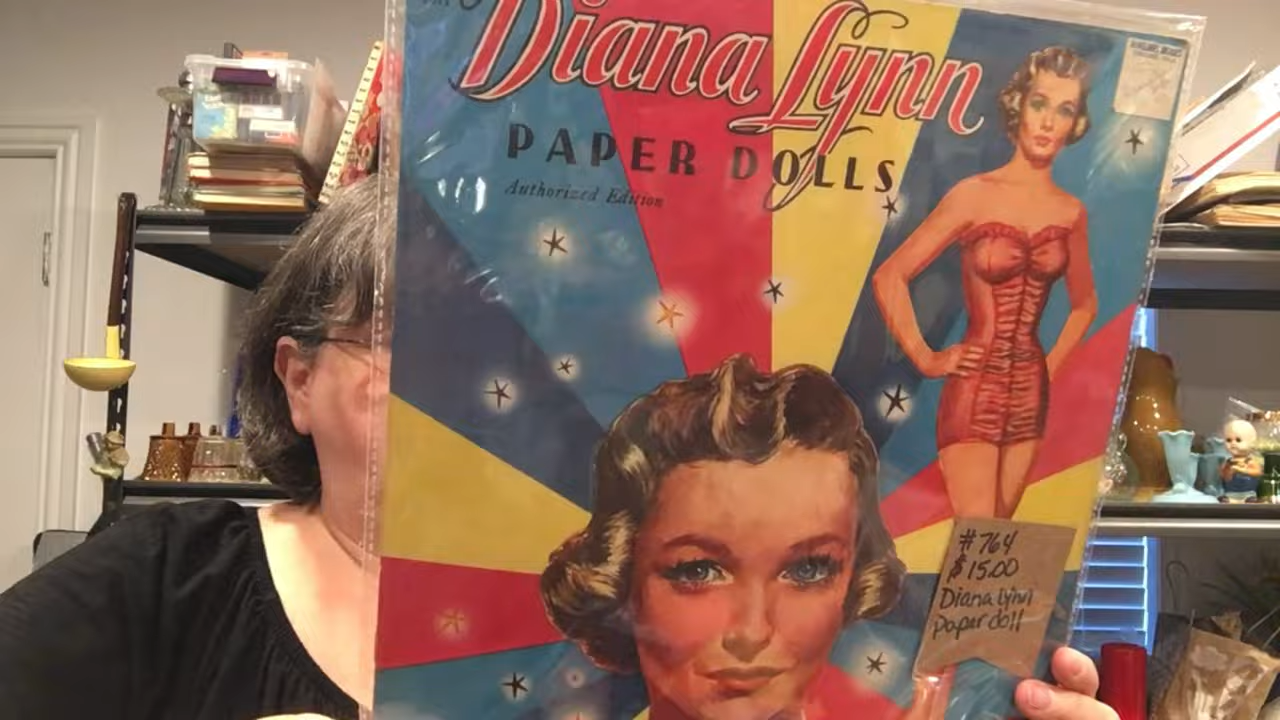 Diana Lynn
PAPER DOLLS
Authorized Edition
# 764
$15.00
Diana Lynn
paper doll